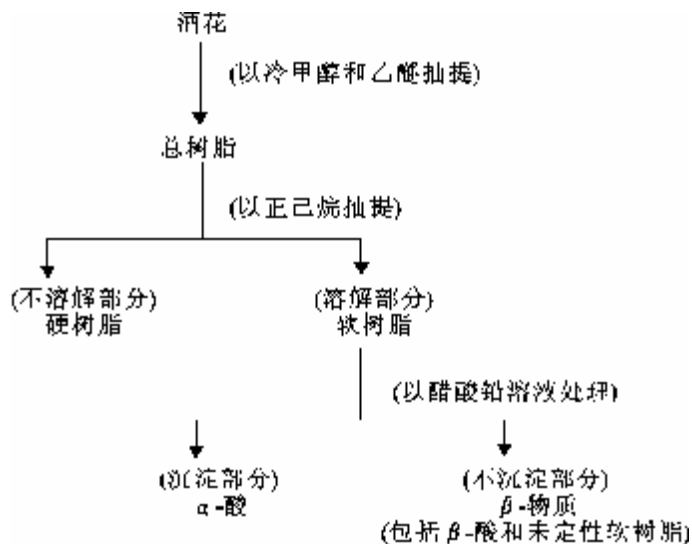 酒花
(以冷甲醇和乙醚抽提)
总树脂
(以正己烷抽提)
(不溶解部分)
硬树脂
(溶解部分)
软树脂
(以醋酸铅溶液处理)
(沉淀部分)
α-酸
(不沉淀部分)
β-物质
(包括β-酸和未定性软树脂)